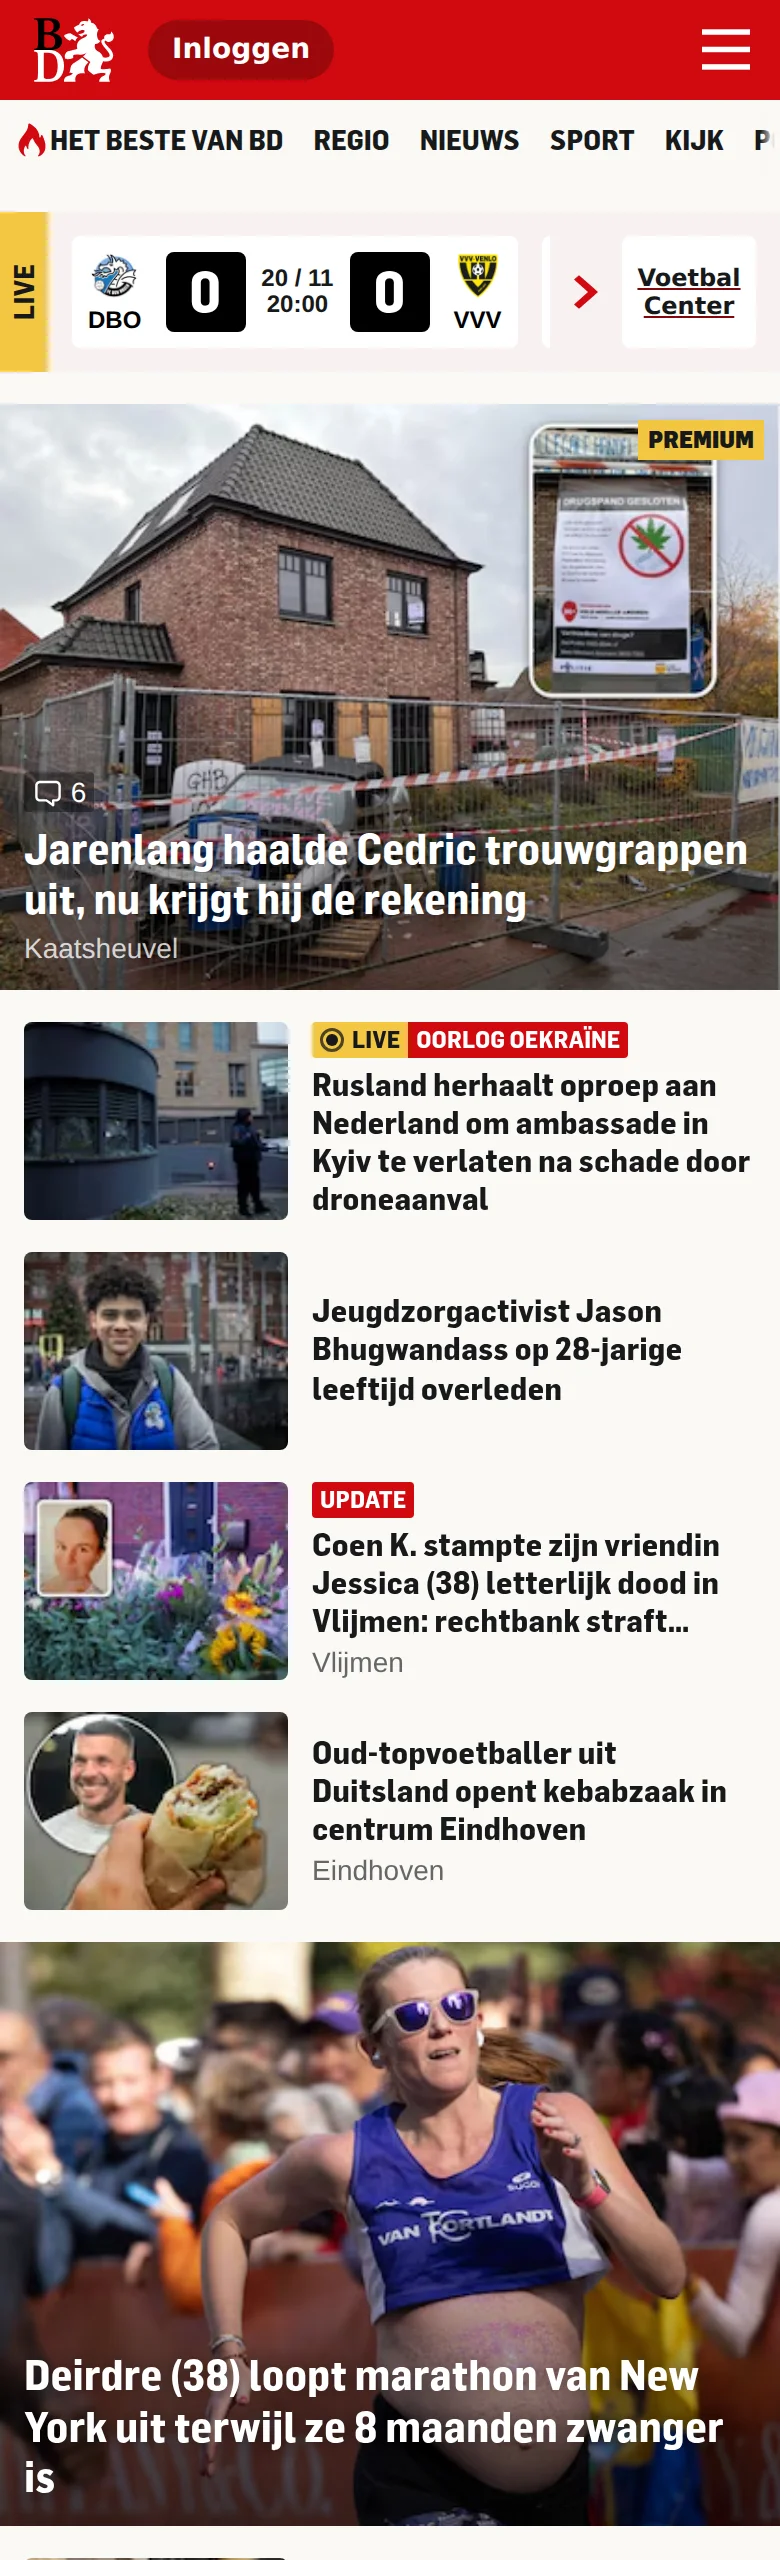 BD
Inloggen
HET BESTE VAN BD REGIO NIEUWS SPORT KIJK
LIVE
DBO
0
20 / 11
20:00
0
VVV VENLO
VVV
Voetbal
Center
PREMIUM
DRUGSPAND GESLOTEN
GHB
6
Jarenlang haalde Cedric trouwgrappen
uit, nu krijgt hij de rekening
Kaatsheuvel
LIVE OORLOG OEKRAÏNE
Rusland herhaalt oproep aan
Nederland om ambassade in
Kyiv te verlaten na schade door
droneaanval
Jeugdzorgactivist Jason
Bhugwandass op 28-jarige
leeftijd overleden
UPDATE
Coen K. stampte zijn vriendin
Jessica (38) letterlijk dood in
Vlijmen: rechtbank straft...
Vlijmen
Oud-topvoetballer uit
Duitsland opent kebabzaak in
centrum Eindhoven
Eindhoven
SUGOI
VAN CORTLANDT
Deirdre (38) loopt marathon van New
York uit terwijl ze 8 maanden zwanger
is